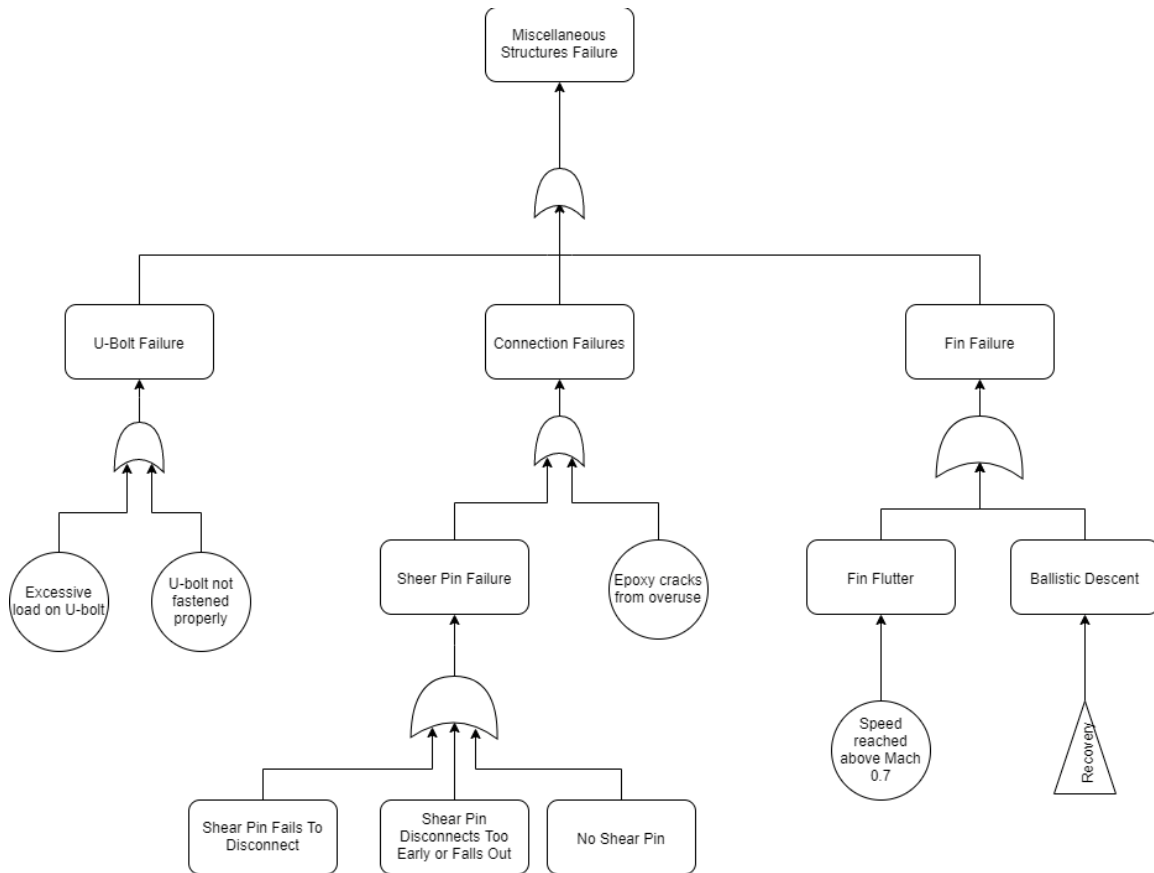 Miscellaneous
Structures Failure
U-Bolt Failure
Connection Failures
Fin Failure
Excessive
load on U-bolt
U-bolt not
fastened
properly
Sheer Pin Failure
Epoxy cracks
from overuse
Fin Flutter
Ballistic Descent
Speed
reached
above Mach
0.7
Recovery
Shear Pin Fails To
Disconnect
Shear Pin
Disconnects Too
Early or Falls Out
No Shear Pin